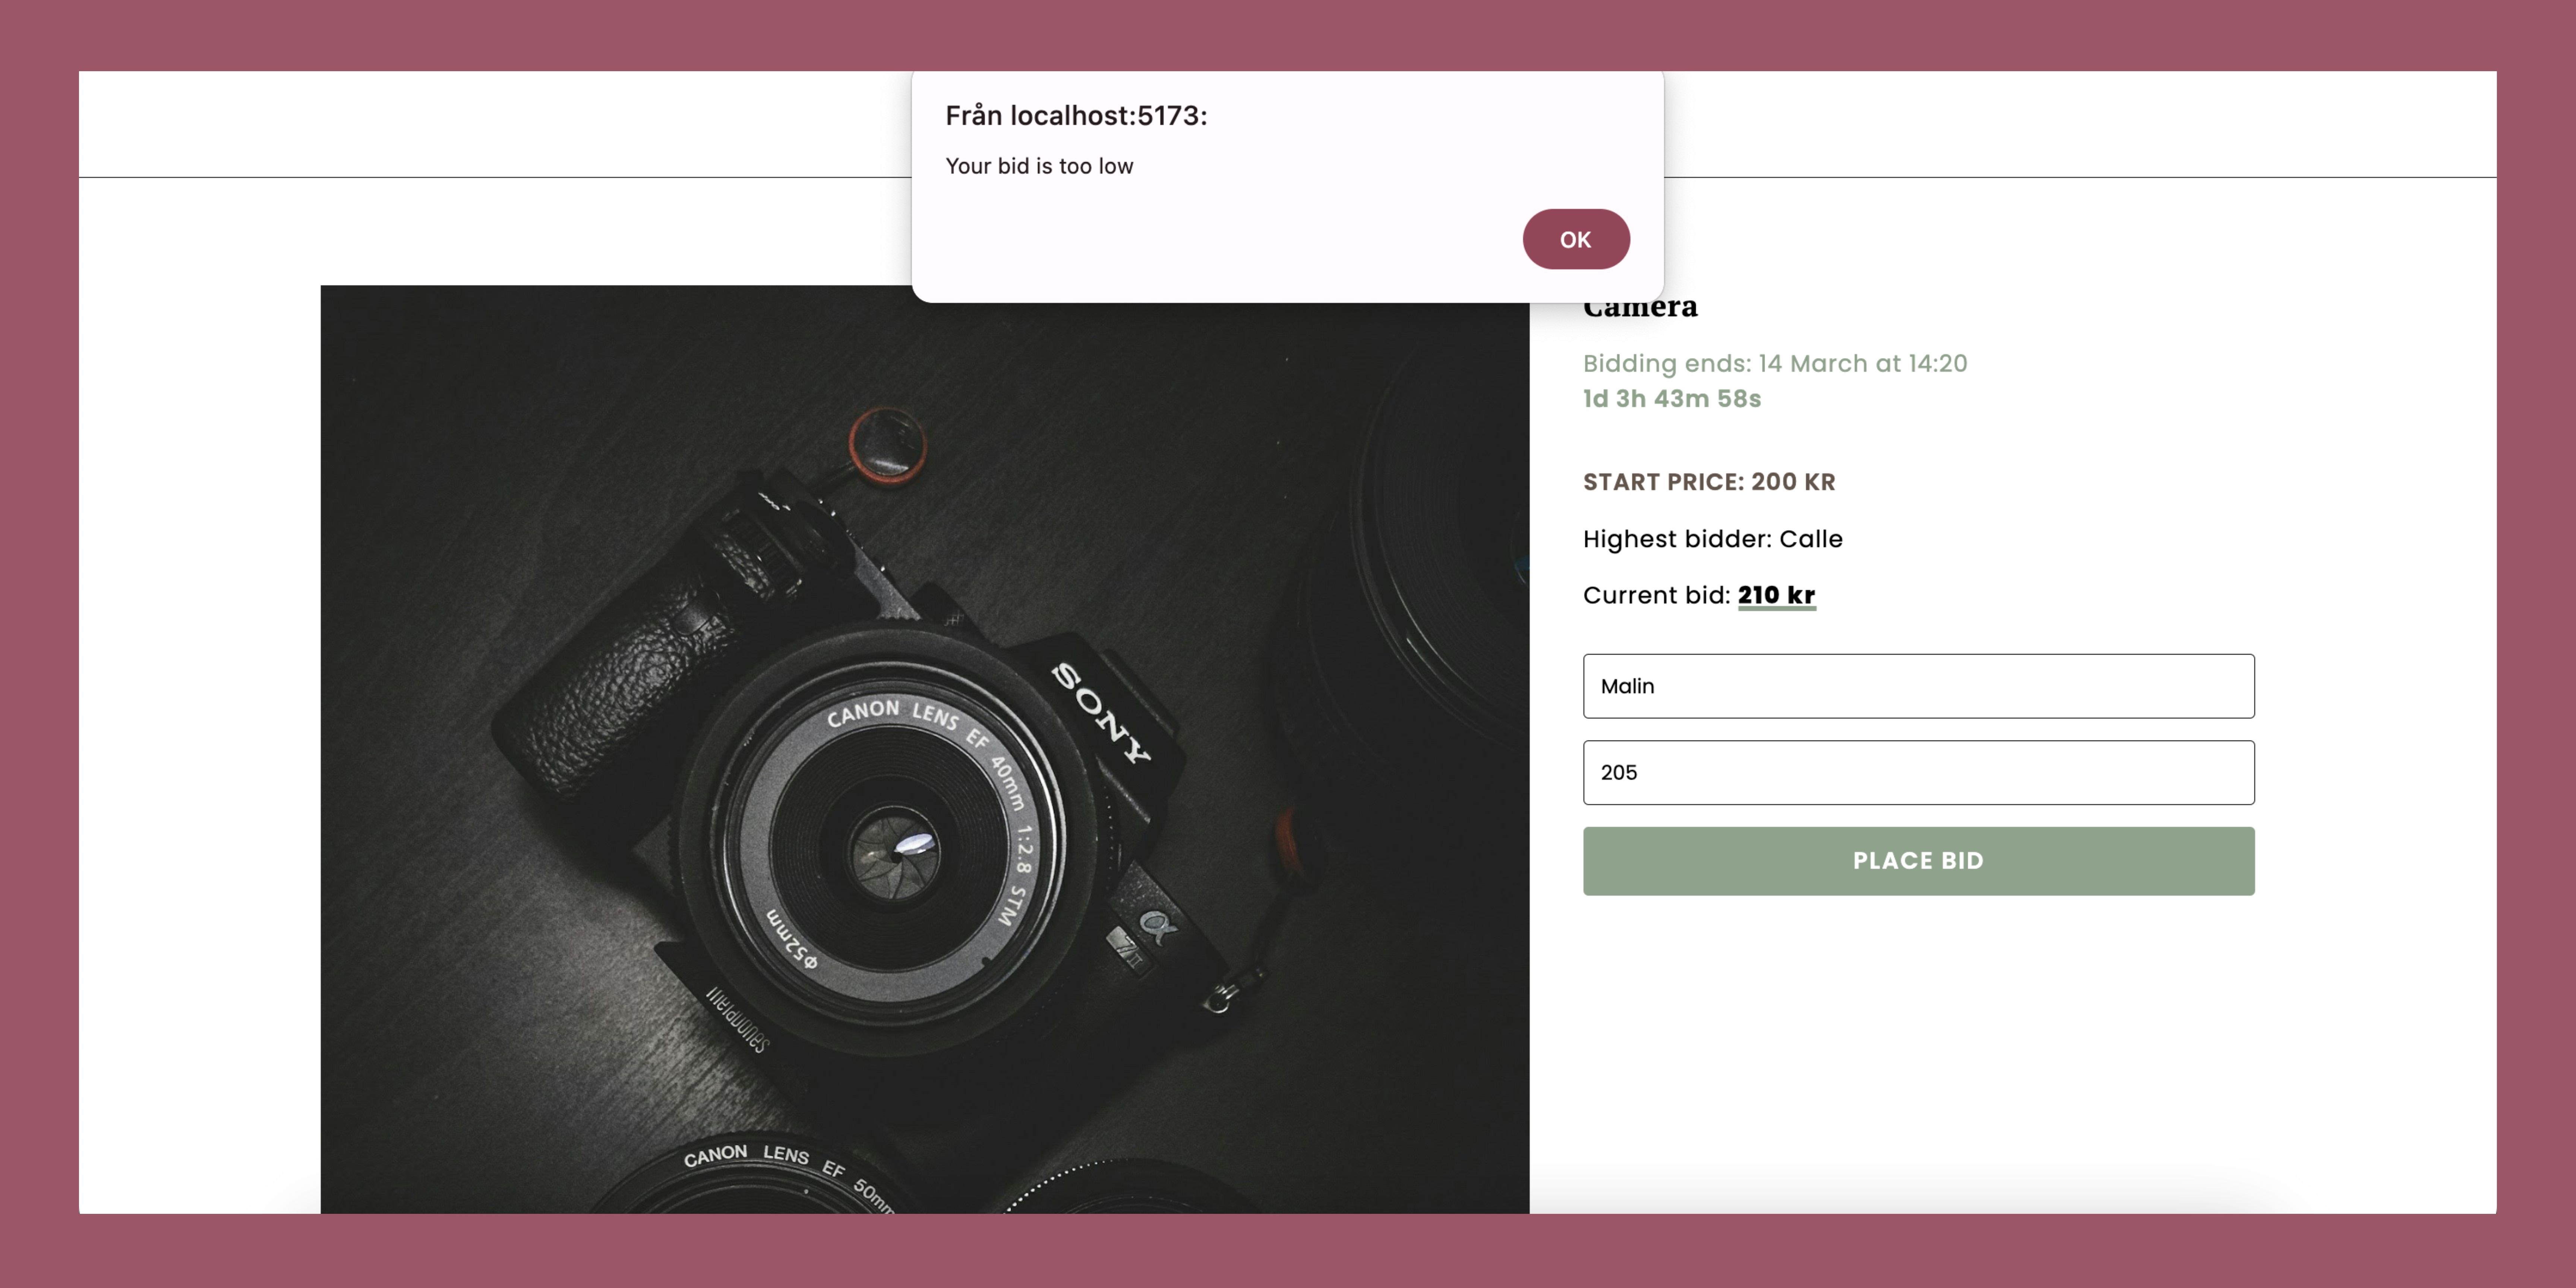 Från localhost:5173:
Your bid is too low
OK
Camera
Bidding ends: 14 March at 14:20
1d 3h 43m 58s
START PRICE: 200 KR
Highest bidder: Calle
Current bid: 210 kr
Malin
205
PLACE BID
SONY
CANON LENS EF 40mm 1:2.8 STM
Φ52mm
α
7II
CANON LENS EF 50mm